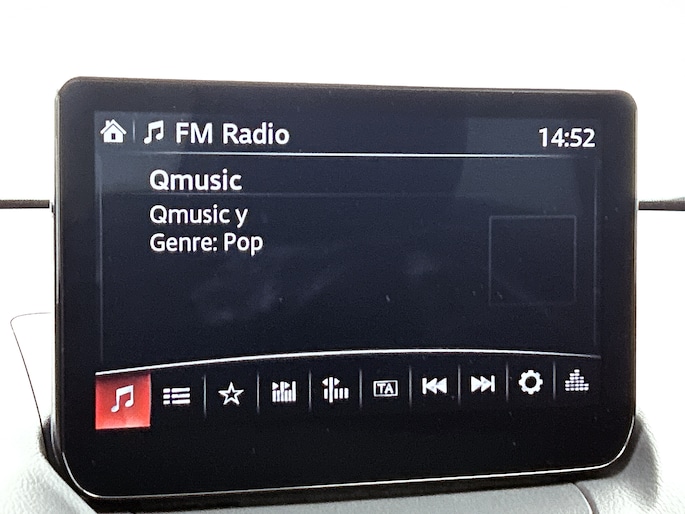 FM Radio
14:52
Qmusic
Qmusic y
Genre: Pop
TA